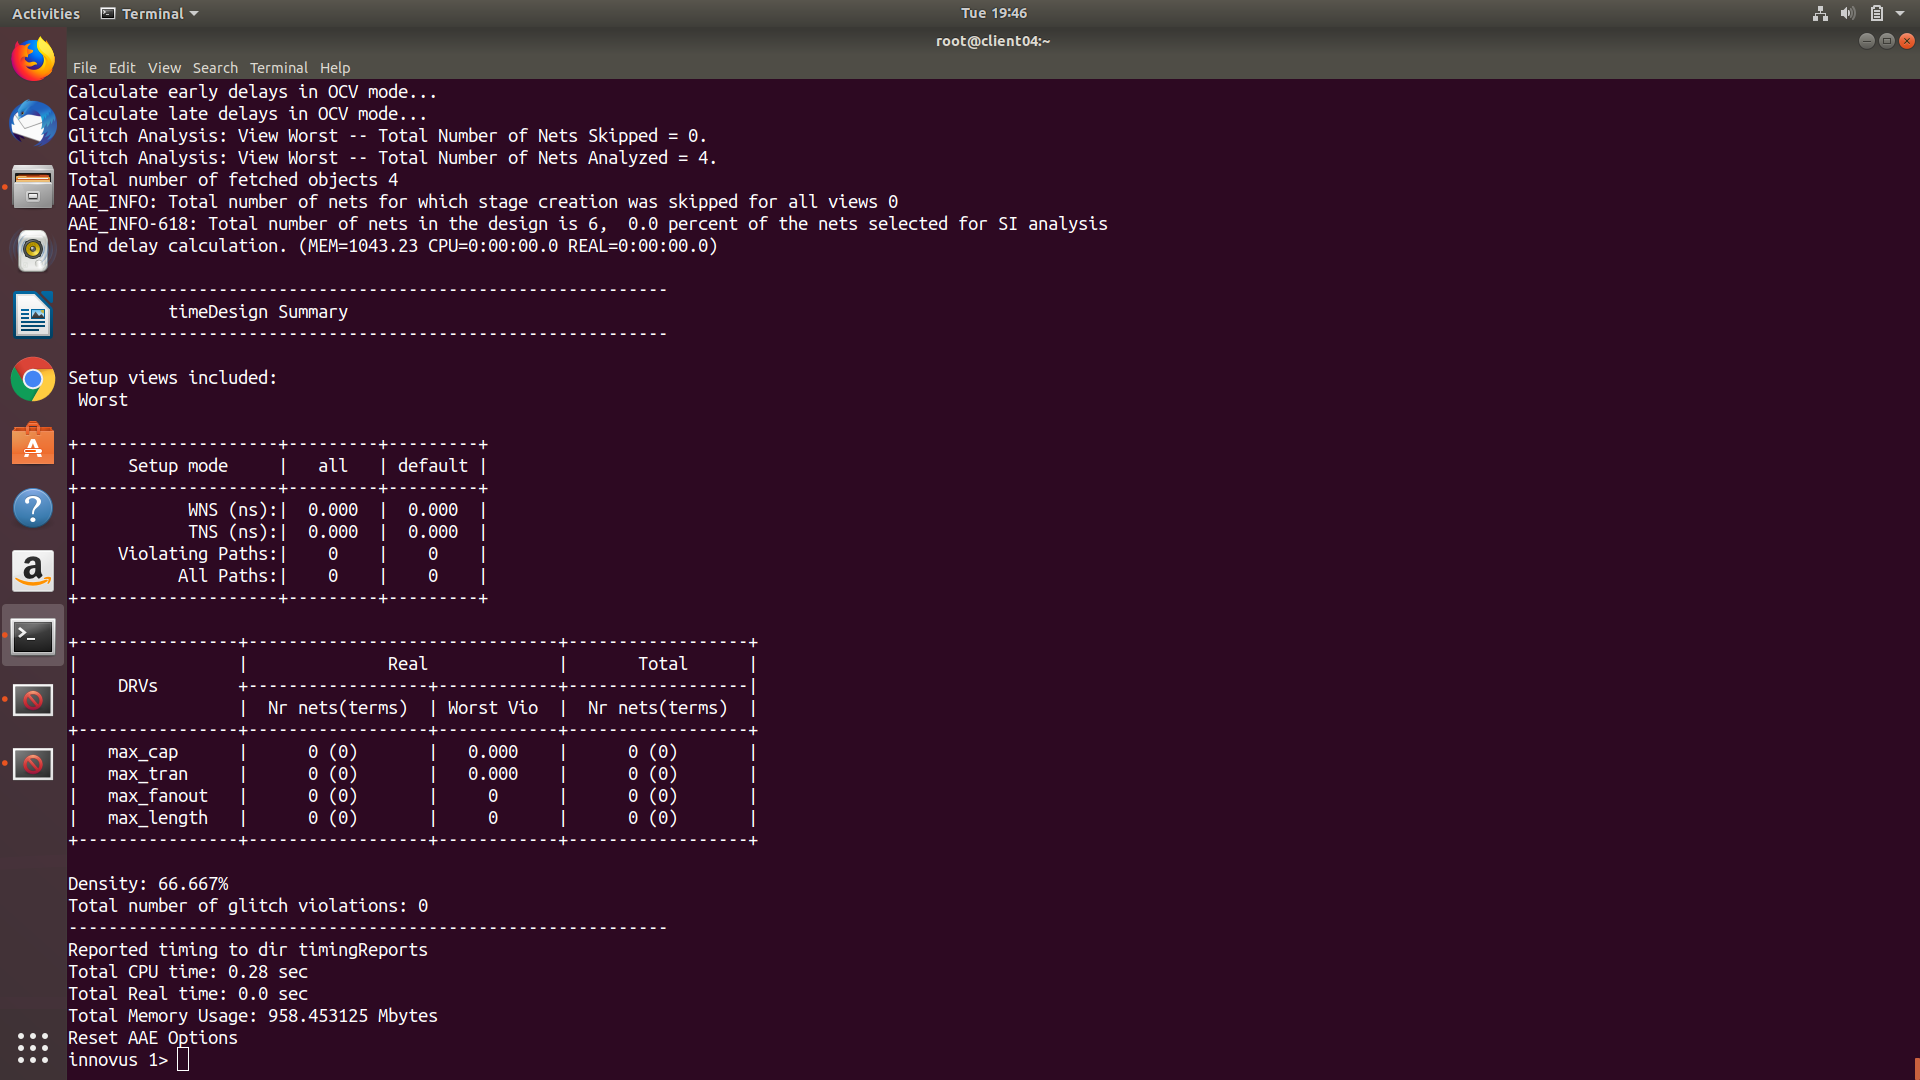 Activities Terminal Tue 19:46
root@client04:~
File Edit View Search Terminal Help
Calculate early delays in OCV mode...
Calculate late delays in OCV mode...
Glitch Analysis: View Worst -- Total Number of Nets Skipped = 0.
Glitch Analysis: View Worst -- Total Number of Nets Analyzed = 4.
Total number of fetched objects 4
AAE_INFO: Total number of nets for which stage creation was skipped for all views 0
AAE_INFO-618: Total number of nets in the design is 6,  0.0 percent of the nets selected for SI analysis
End delay calculation. (MEM=1043.23 CPU=0:00:00.0 REAL=0:00:00.0)
------------------------------------------------------------
          timeDesign Summary
------------------------------------------------------------
Setup views included:
 Worst
+--------------------+---------+---------+
|     Setup mode     |   all   | default |
+--------------------+---------+---------+
|           WNS (ns):|  0.000  |  0.000  |
|           TNS (ns):|  0.000  |  0.000  |
|    Violating Paths:|    0    |    0    |
|          All Paths:|    0    |    0    |
+--------------------+---------+---------+
+----------------+-------------------------------+------------------+
|                |              Real             |       Total      |
|    DRVs        +------------------+------------+------------------|
|                |  Nr nets(terms)  | Worst Vio  |  Nr nets(terms)  |
+----------------+------------------+------------+------------------+
|   max_cap      |      0 (0)       |   0.000    |      0 (0)       |
|   max_tran     |      0 (0)       |   0.000    |      0 (0)       |
|   max_fanout   |      0 (0)       |     0      |      0 (0)       |
|   max_length   |      0 (0)       |     0      |      0 (0)       |
+----------------+------------------+------------+------------------+
Density: 66.667%
Total number of glitch violations: 0
------------------------------------------------------------
Reported timing to dir timingReports
Total CPU time: 0.28 sec
Total Real time: 0.0 sec
Total Memory Usage: 958.453125 Mbytes
Reset AAE Options
innovus 1>